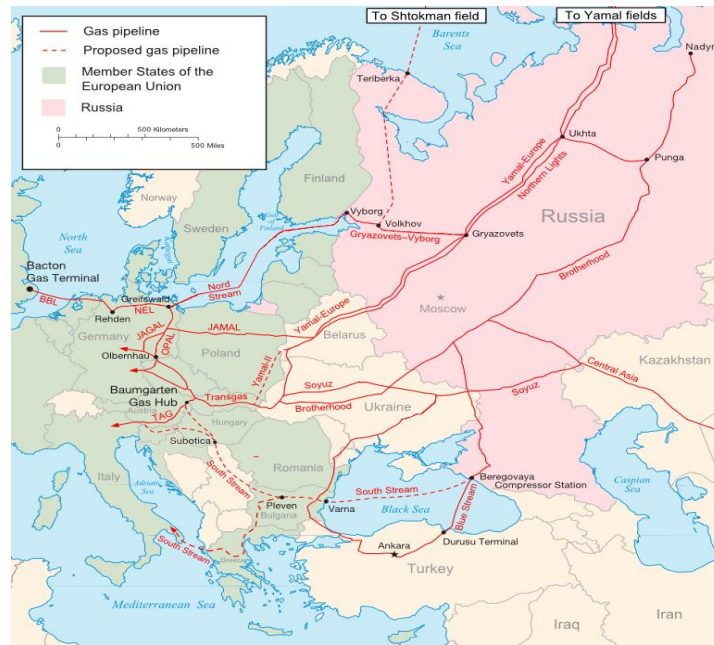 To Shtokman field
To Yamal fields
Gas pipeline
Proposed gas pipeline
Member States of the
European Union
Russia
0 500 Kilometers
0 500 Miles
Barents
Sea
Nadym
Teriberka
Ukhta
Punga
Yamal-Europe
Northern Lights
Finland
Norway
Sweden
Russia
Vyborg
Volkhov
Gulf
of
Finland
Gryazovets–Vyborg
Gryazovets
North
Sea
Bacton
Gas Terminal
BBL
Greifswald
Nord
Stream
NEL
Rehden
Brotherhood
Moscow
Yamal-Europe
Belarus
JAGAL
JAMAL
OPAL
Germany
Poland
Olbernhau
Yamal-II
Kazakhstan
Central Asia
Soyuz
Soyuz
Baumgarten
Gas Hub
Transgas
Brotherhood
Ukraine
TAG
Austria
Hungary
Subotica
Italy
Romania
South Stream
Adriatic
Sea
Beregovaya
Compressor Station
Caspian
Sea
South Stream
Pleven
Bulgaria
Varna
Black Sea
Blue Stream
South Stream
Greece
Ankara
Durusu Terminal
Turkey
Mediterranean Sea
Iraq
Iran